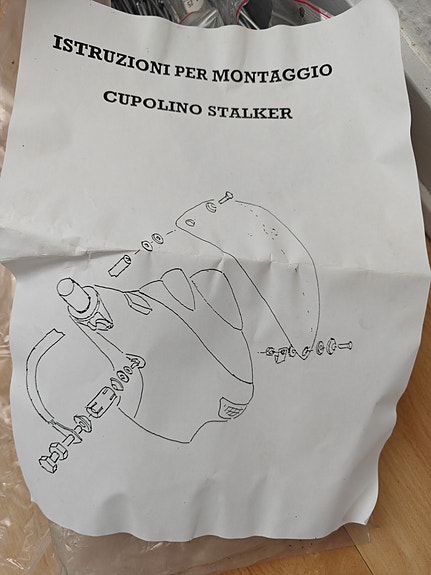 ISTRUZIONI PER MONTAGGIO
CUPOLINO STALKER